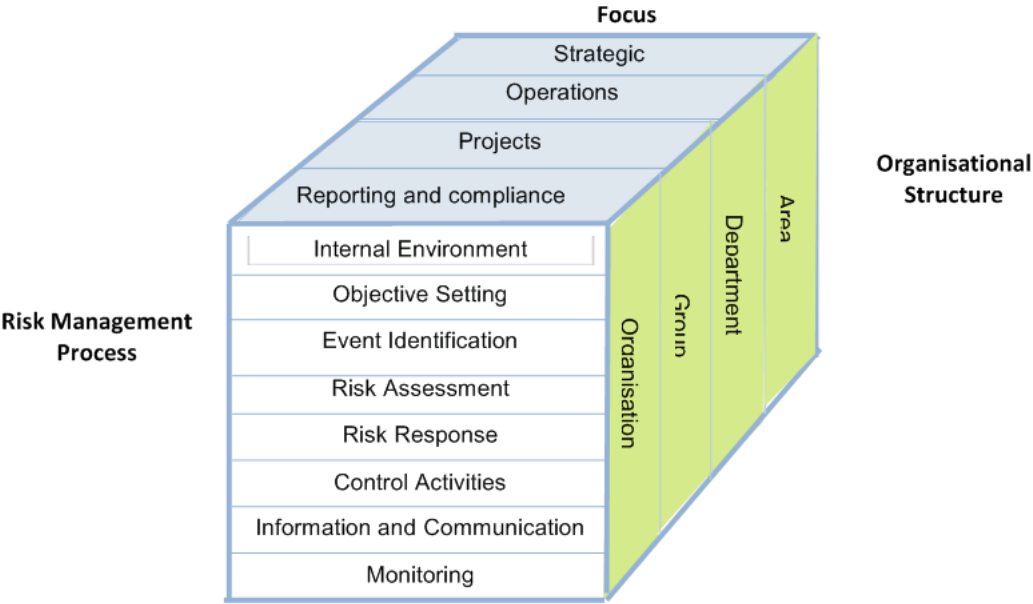 Focus
Strategic
Operations
Projects
Reporting and compliance
Organisational
Structure
Area
Department
Group
Organisation
Internal Environment
Objective Setting
Event Identification
Risk Management
Process
Risk Assessment
Risk Response
Control Activities
Information and Communication
Monitoring